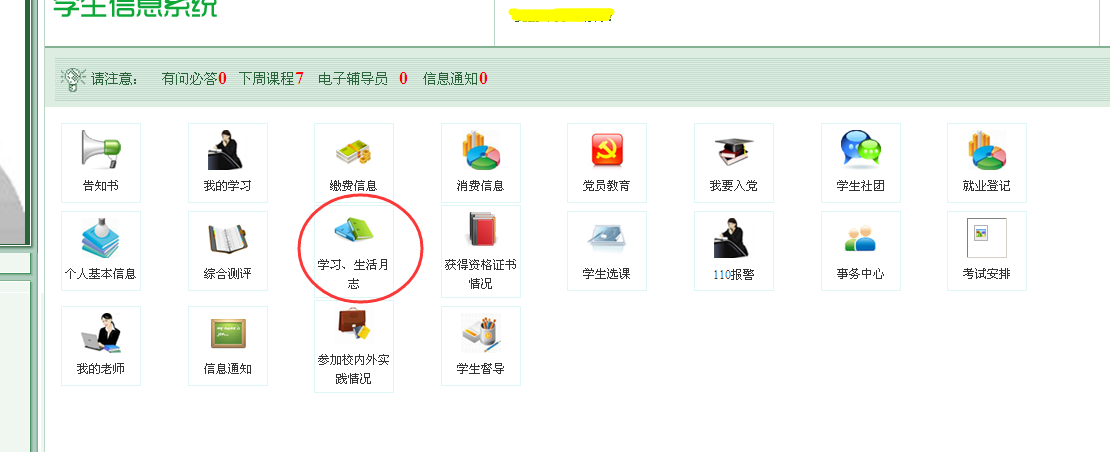 学生信息系统
请注意： 有问必答0 下周课程7 电子辅导员 0 信息通知0
告知书 我的学习 缴费信息 消费信息 党员教育 我要入党 学生社团 就业登记
个人基本信息 综合测评 学习、生活月 获得资格证书 学生选课 110报警 事务中心 考试安排
志 情况
我的老师 信息通知 参加校内外实 学生督导
践情况